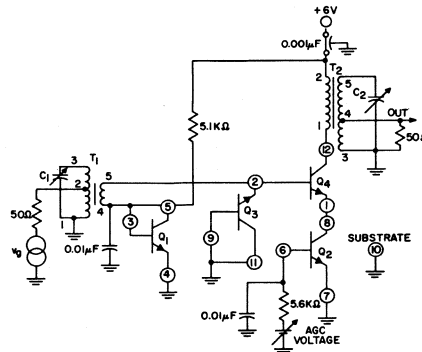 +6V
0.001µF
T2
2 5
C2
5.1KΩ
4 OUT
50Ω
1
3
12
T1
3
C1
2
5
4
1
50Ω
vg
0.01µF
5
3
Q1
4
2
Q3
9
11
Q4
1
8
6
Q2
7
SUBSTRATE
10
0.01µF
5.6KΩ
AGC
VOLTAGE